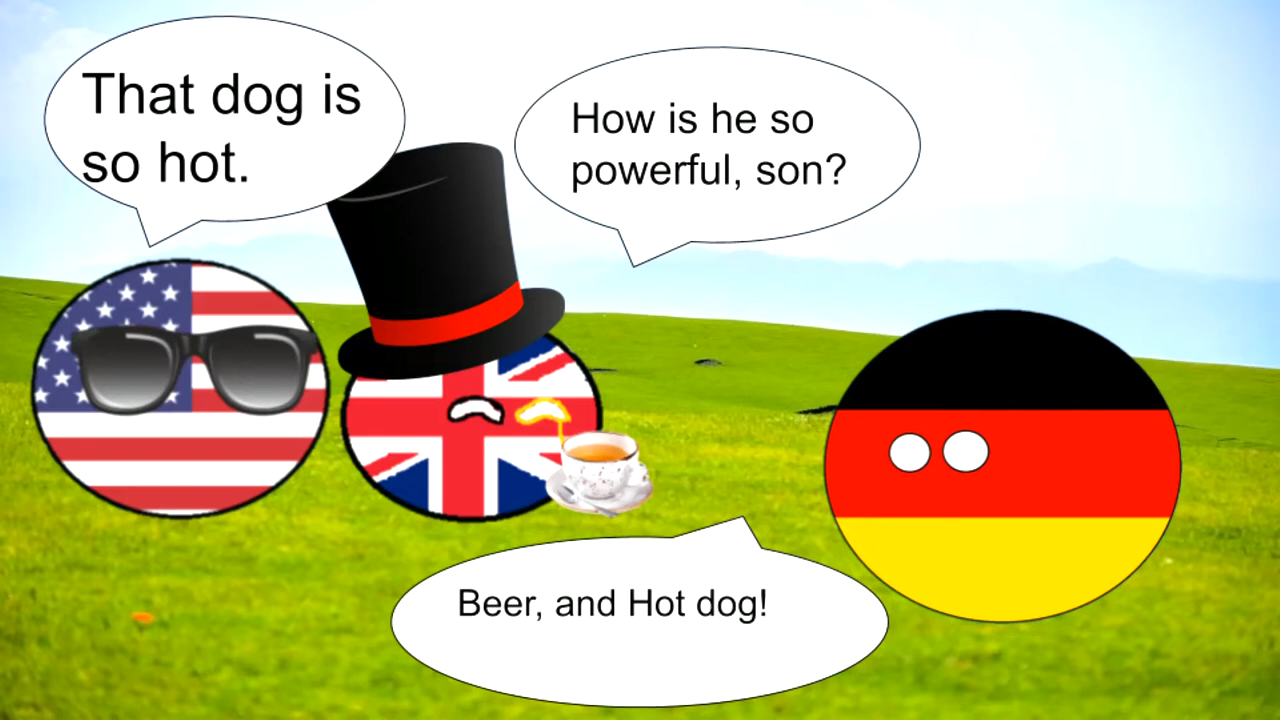 That dog is
so hot.
How is he so
powerful, son?
Beer, and Hot dog!